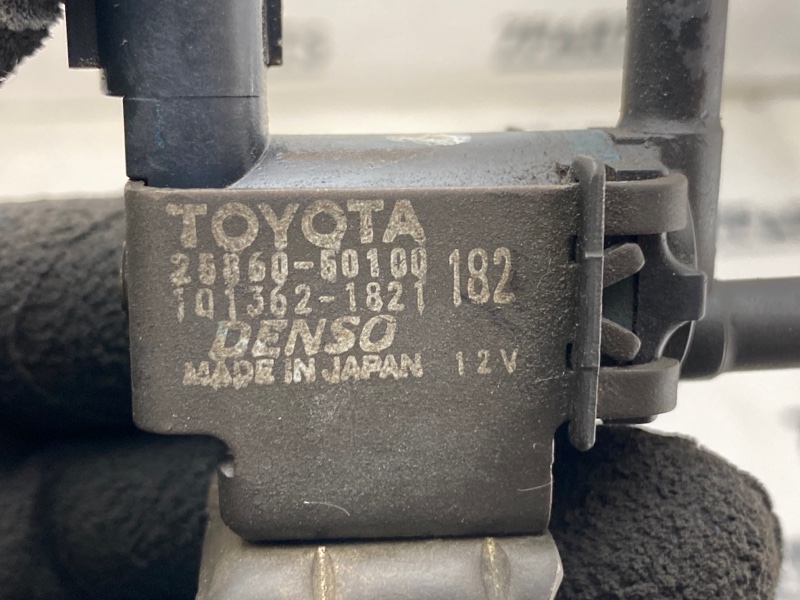 TOYOTA
25860-50100
101362-1821 182
DENSO
MADE IN JAPAN 12V